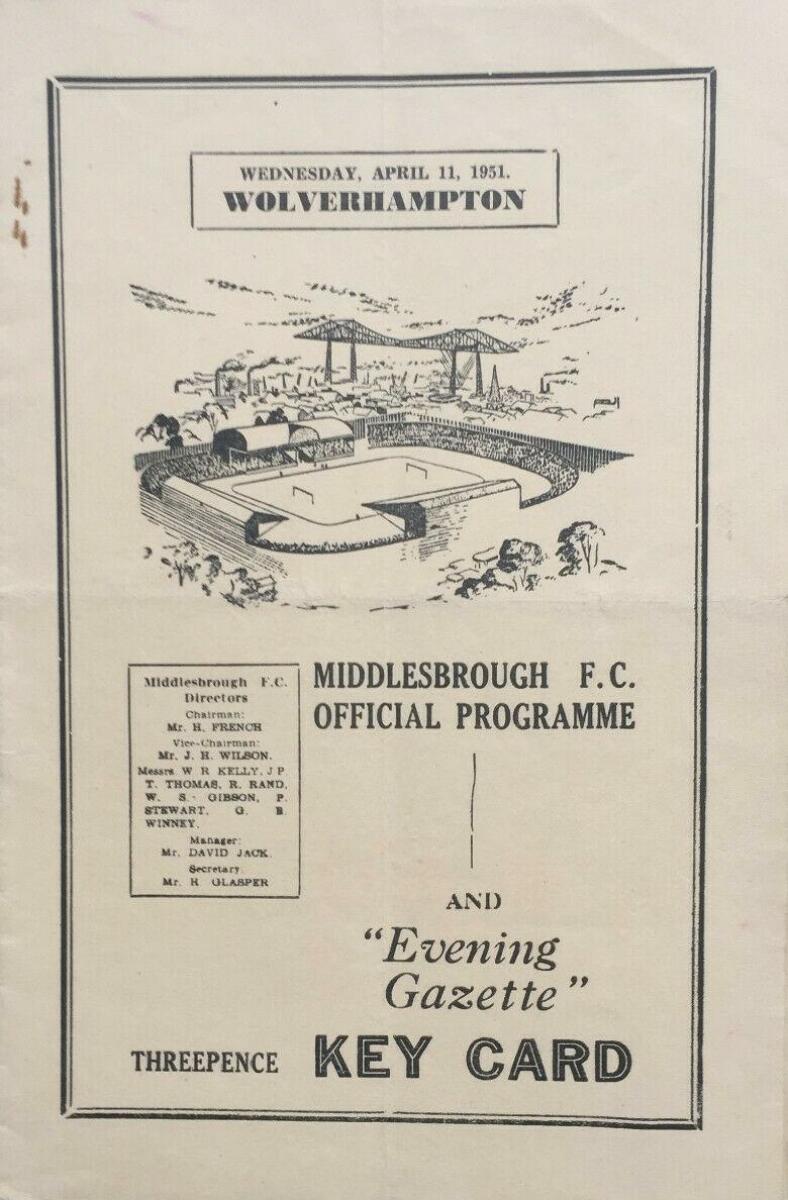 WEDNESDAY, APRIL 11, 1951.
WOLVERHAMPTON
Middlesbrough F.C.
Directors
Chairman:
Mr. H. FRENCH
Vice-Chairman:
Mr. J. H. WILSON.
Messrs W R KELLY, J P
T. THOMAS, R. RAND,
W. S. GIBSON, P.
STEWART, G. B.
WINNEY.
Manager:
Mr. DAVID JACK.
Secretary
Mr. H GLASPER
MIDDLESBROUGH F.C.
OFFICIAL PROGRAMME
AND
"Evening
Gazette"
THREEPENCE KEY CARD